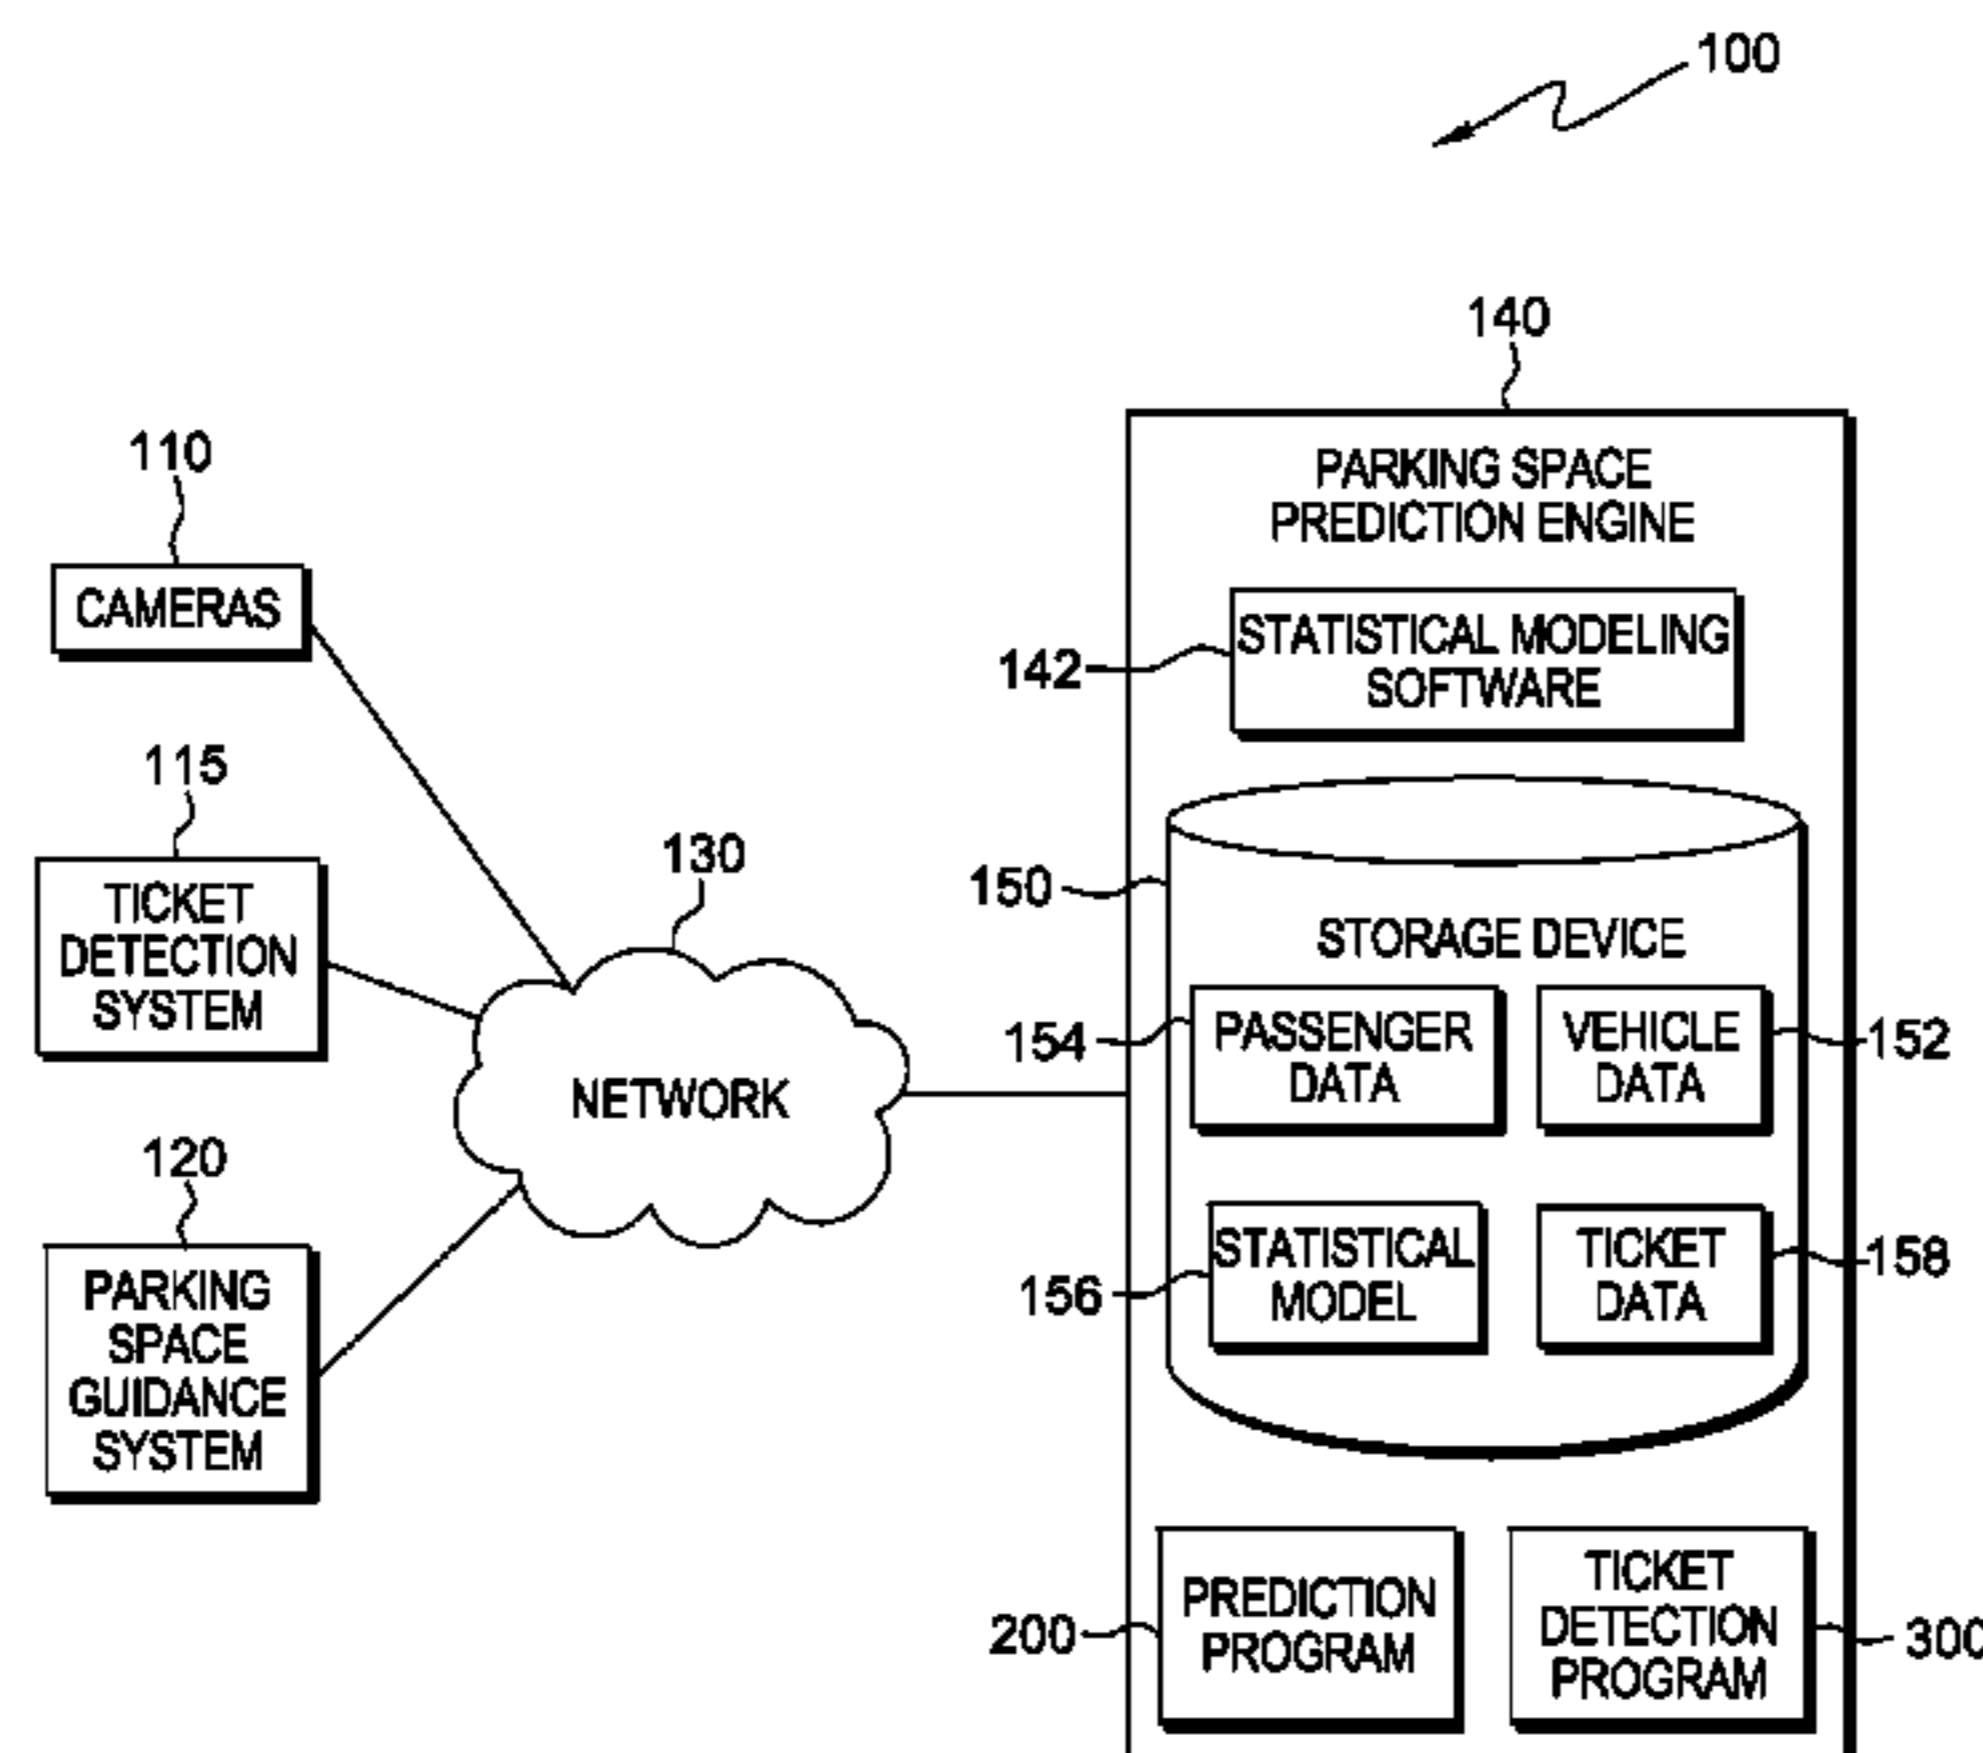 100
140
PARKING SPACE
PREDICTION ENGINE
110
CAMERAS
142
STATISTICAL MODELING
SOFTWARE
115
TICKET
DETECTION
SYSTEM
130
NETWORK
150
STORAGE DEVICE
154
PASSENGER
DATA
VEHICLE
DATA
152
120
PARKING
SPACE
GUIDANCE
SYSTEM
156
STATISTICAL
MODEL
TICKET
DATA
158
200
PREDICTION
PROGRAM
TICKET
DETECTION
PROGRAM
300